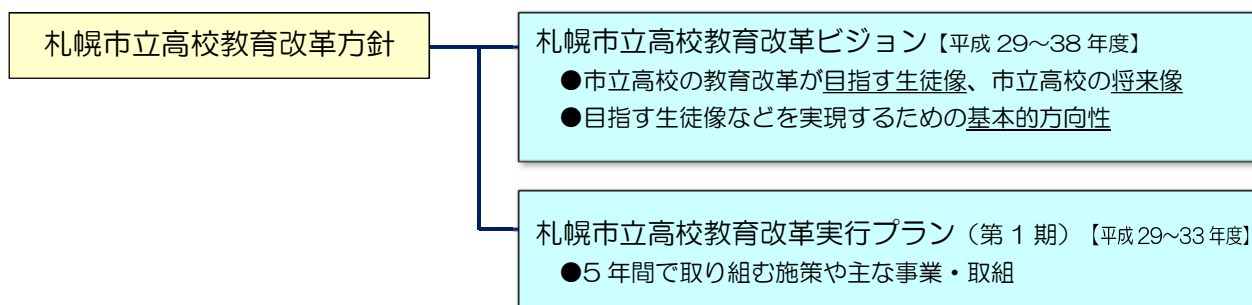 札幌市立高校教育改革方針
札幌市立高校教育改革ビジョン【平成 29~38 年度】
●市立高校の教育改革が目指す生徒像、市立高校の将来像
●目指す生徒像などを実現するための基本的方向性
札幌市立高校教育改革実行プラン（第 1 期）【平成 29~33 年度】
●5 年間で取り組む施策や主な事業・取組